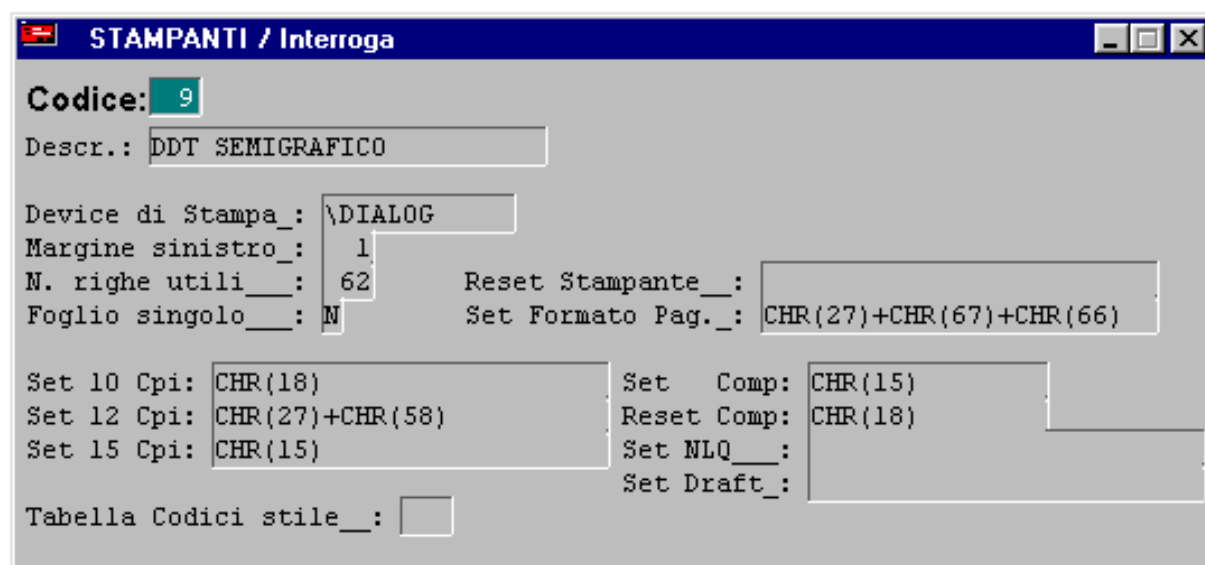 STAMPANTI / Interroga
Codice: 9
Descr.: DDT SEMIGRAFICO
Device di Stampa_: \DIALOG
Margine sinistro_: 1
N. righe utili___: 62 Reset Stampante__:
Foglio singolo___: N Set Formato Pag._: CHR(27)+CHR(67)+CHR(66)
Set 10 Cpi: CHR(18) Set Comp: CHR(15)
Set 12 Cpi: CHR(27)+CHR(58) Reset Comp: CHR(18)
Set 15 Cpi: CHR(15) Set NLQ___:
Set Draft_:
Tabella Codici stile__: